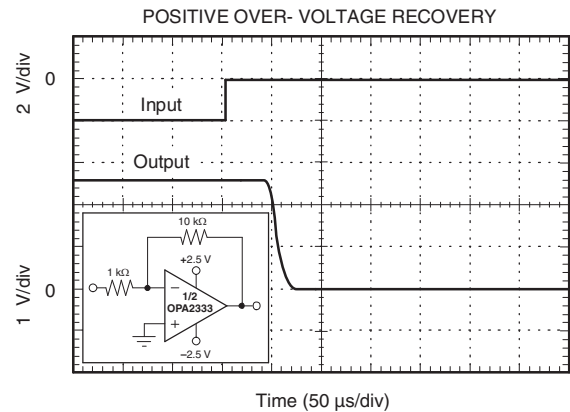 POSITIVE OVER- VOLTAGE RECOVERY
2 V/div
0
Input
Output
10 kΩ
+2.5 V
1 kΩ
−
1/2
OPA2333
+
−2.5 V
1 V/div
0
Time (50 µs/div)